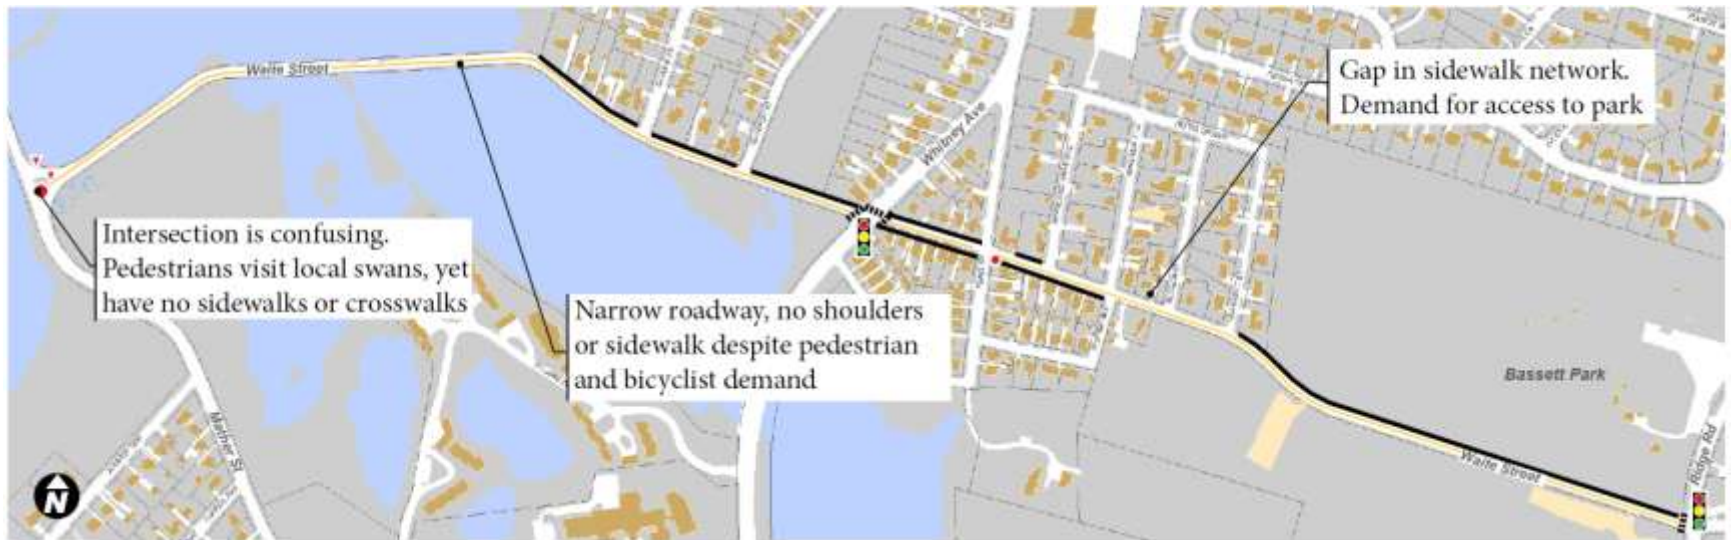 Waite Street
Gap in sidewalk network.
Demand for access to park
Whitney Ave
Intersection is confusing.
Pedestrians visit local swans, yet
have no sidewalks or crosswalks
Narrow roadway, no shoulders
or sidewalk despite pedestrian
and bicyclist demand
Bassett Park
Mather St
Ridge Rd
Waite Street
N